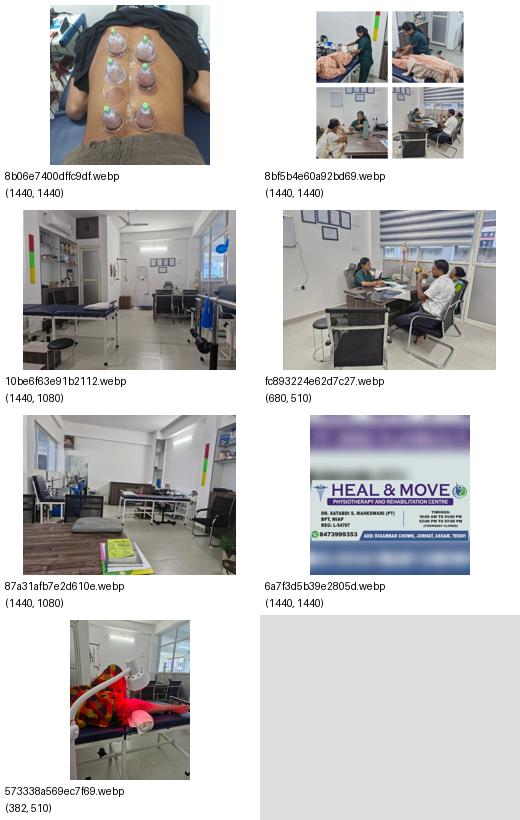 8b06e7400dffc9df.webp
(1440, 1440)
8bf5b4e60a92bd69.webp
(1440, 1440)
10be6f63e91b2112.webp
(1440, 1080)
fc893224e62d7c27.webp
(680, 510)
87a31afb7e2d610e.webp
(1440, 1080)
HEAL & MOVE
PHYSIOTHERAPY AND REHABILITATION CENTRE
DR. SATABDI S. MAHESWARI (PT)
BPT, MIAP
REG: L-54787
TIMINGS:
10:00 AM TO 01:00 PM
03:00 PM TO 07:00 PM
(THURSDAY CLOSED)
8473999353
ADD: DIGAMBAR CHOWK, JORHAT, ASSAM, 785001
6a7f3d5b39e2805d.webp
(1440, 1440)
573338a569ec7f69.webp
(382, 510)